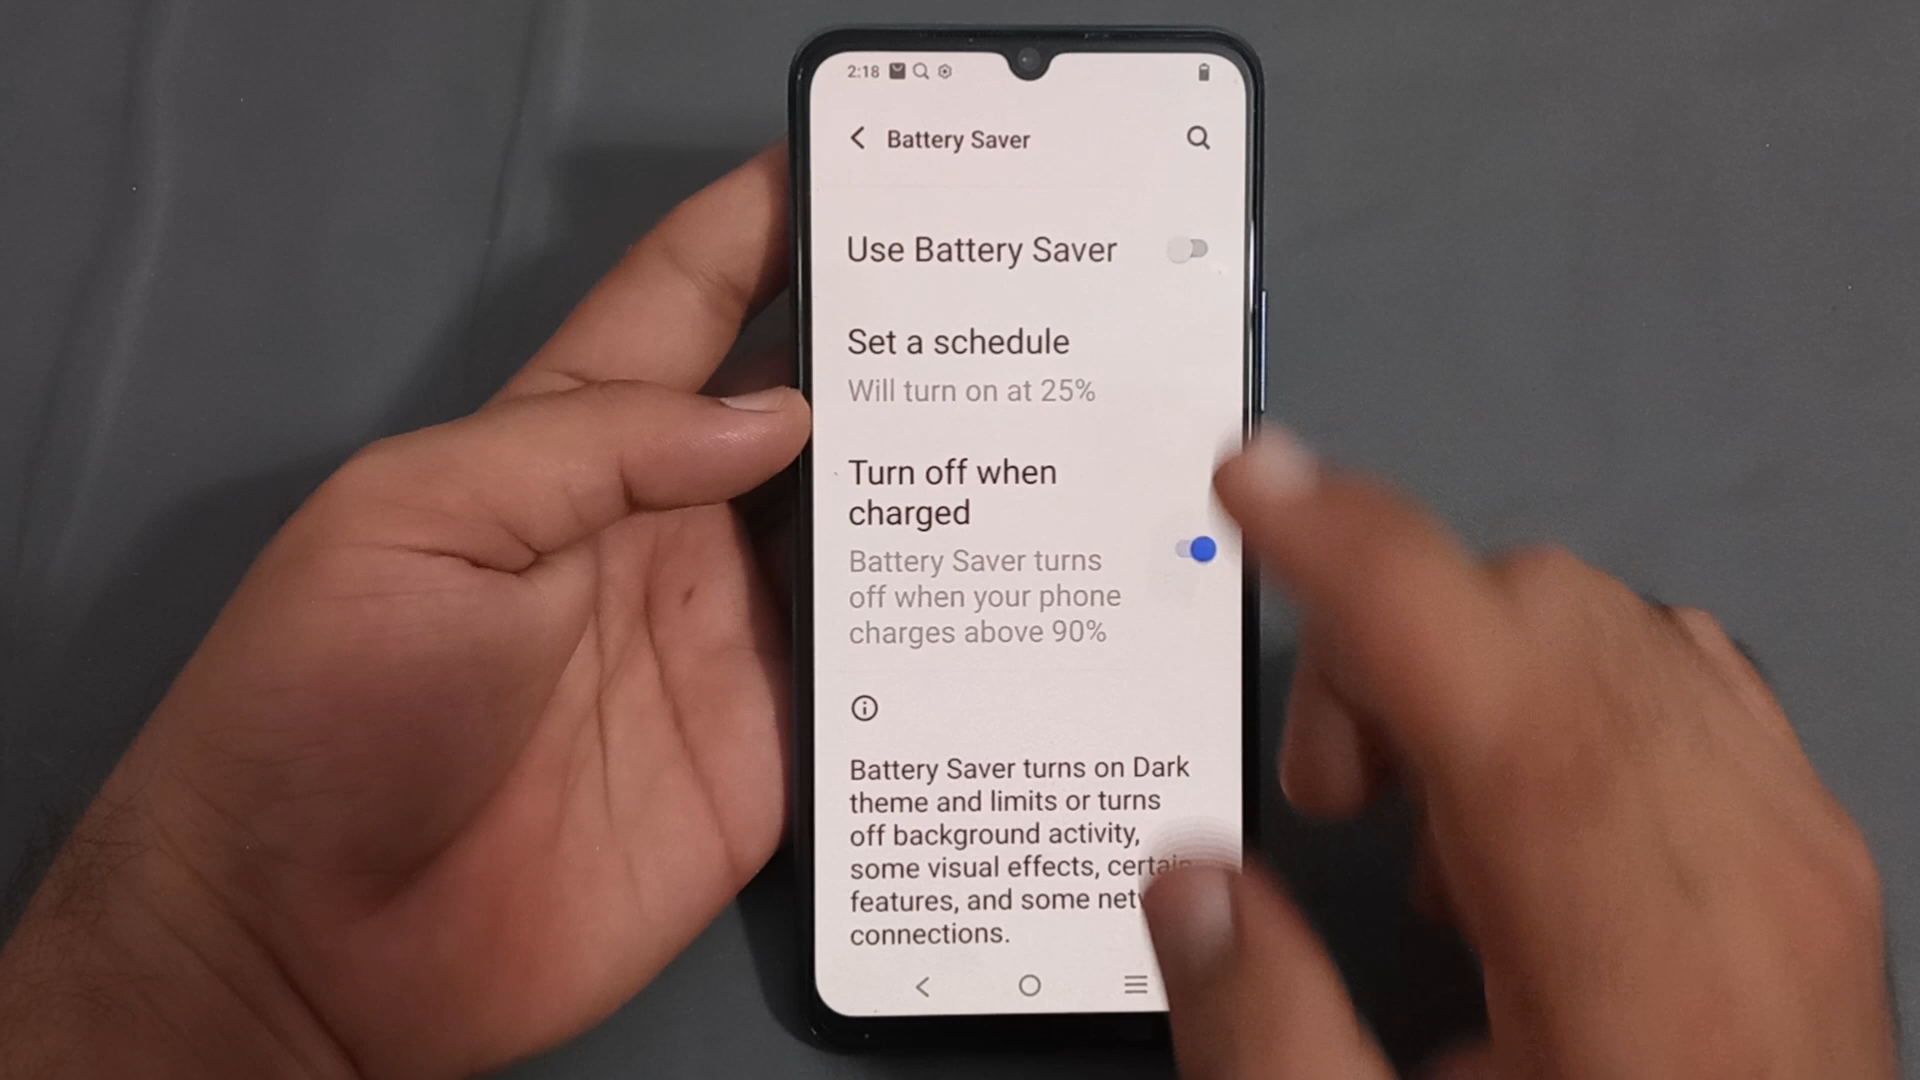 2:18
Battery Saver
Use Battery Saver
Set a schedule
Will turn on at 25%
Turn off when
charged
Battery Saver turns
off when your phone
charges above 90%
Battery Saver turns on Dark
theme and limits or turns
off background activity,
some visual effects, certain
features, and some
connections.